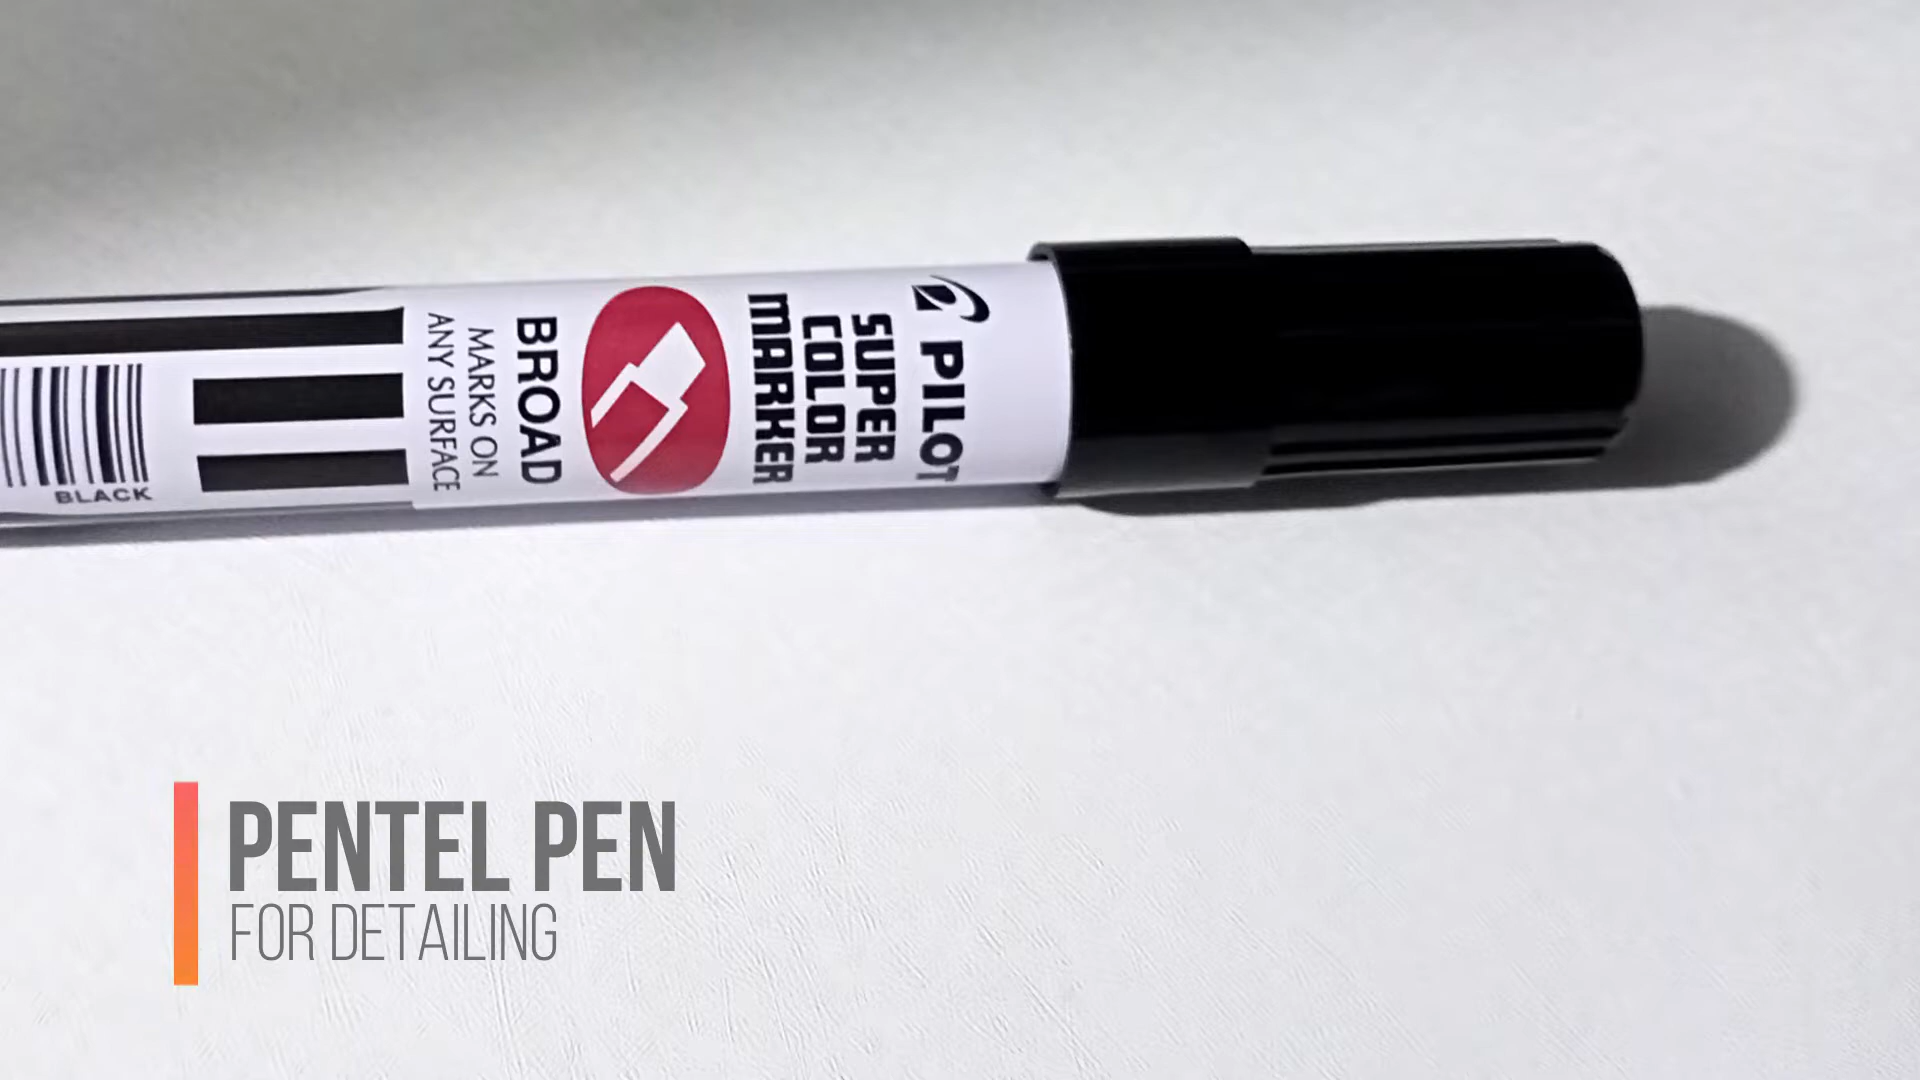 PILOT
SUPER
COLOR
MARKER
BROAD
MARKS ON
ANY SURFACE
BLACK
PENTEL PEN
FOR DETAILING